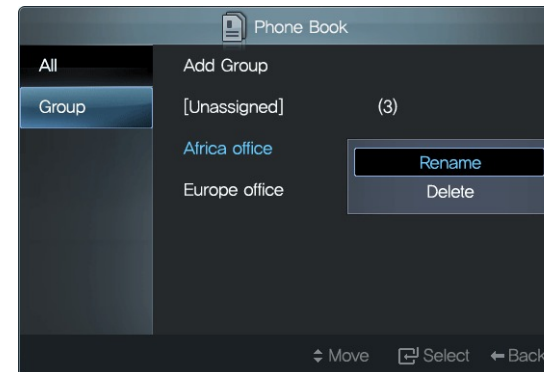 Phone Book
All
Group
Add Group
[Unassigned] (3)
Africa office
Europe office
Rename
Delete
Move Select Back